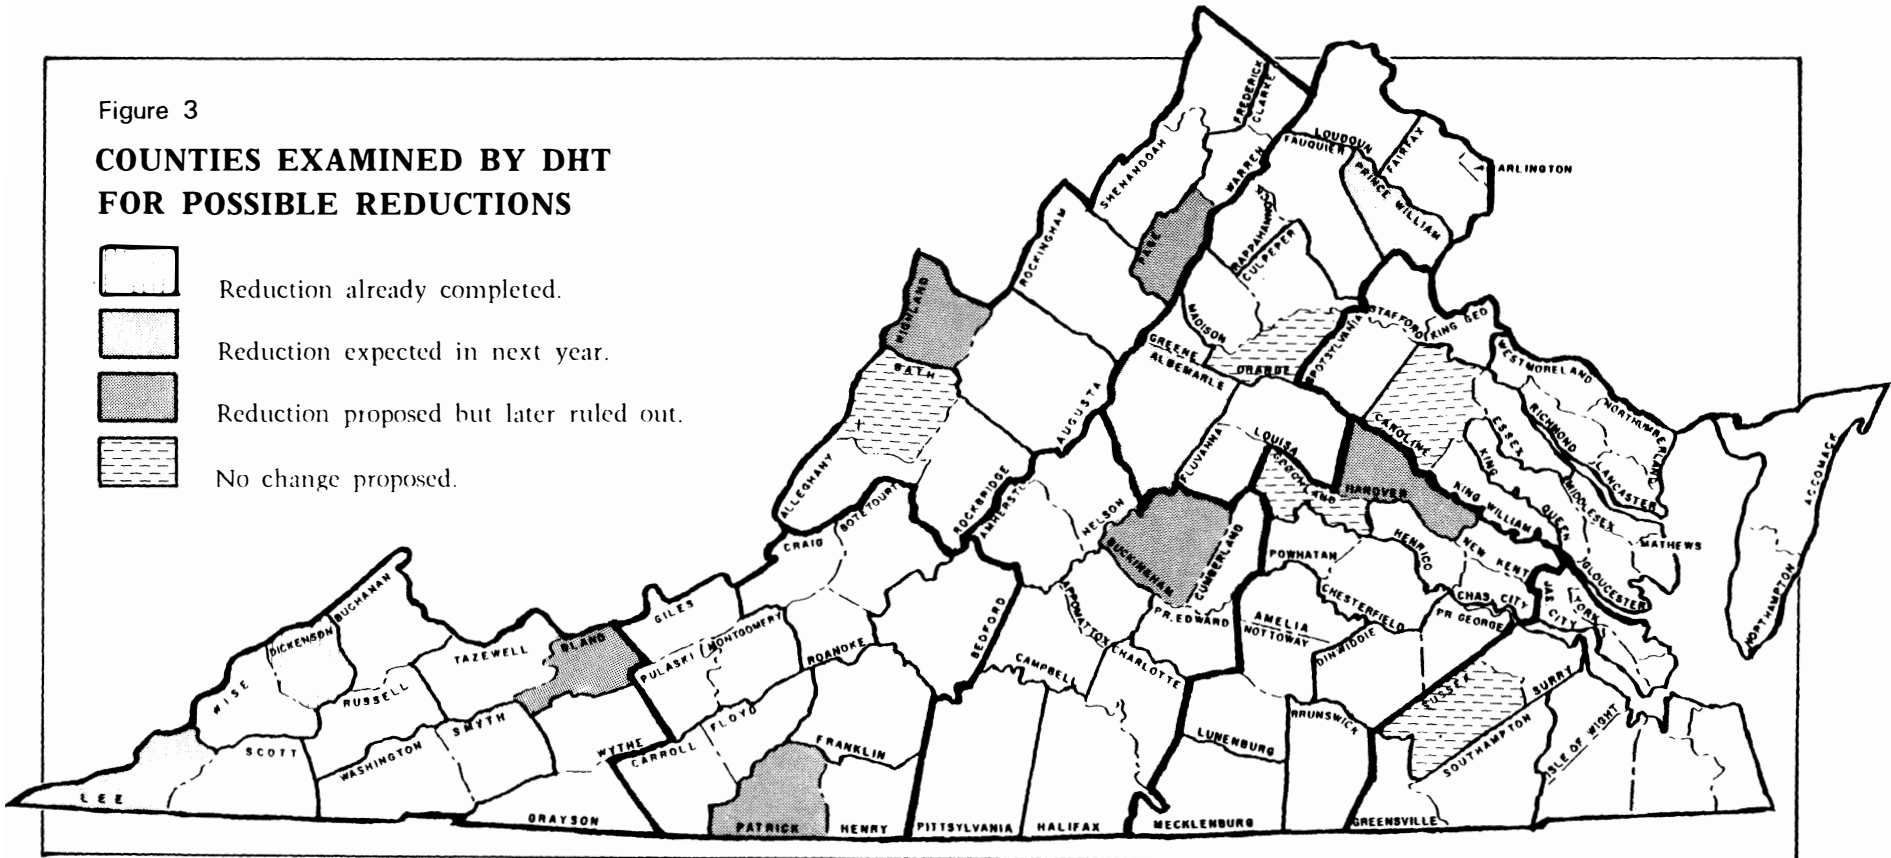 Figure 3
COUNTIES EXAMINED BY DHT
FOR POSSIBLE REDUCTIONS
Reduction already completed.
Reduction expected in next year.
Reduction proposed but later ruled out.
No change proposed.
FREDERICK
CLARKE
SHENANDOAH
WARREN
LOUDOUN
FAUQUIER
FAIRFAX
ARLINGTON
PRINCE WILLIAM
PAGE
ROCKINGHAM
RAPPAHANNOCK
CULPEPER
HIGHLAND
MADISON
GREENE
ALBEMARLE
ORANGE
SPOTSYLVANIA
STAFFORD
KING GEO
WESTMORELAND
BATH
AUGUSTA
LOUISA
CAROLINE
ESSEX
RICHMOND
NORTHUMBERLAND
LANCASTER
ACCOMACK
ALLEGHANY
BOTETOURT
ROCKBRIDGE
AMHERST
NELSON
FLUVANNA
GOOCHLAND
HANOVER
KING WILLIAM
KING & QUEEN
MIDDLESEX
MATHEWS
GLOUCESTER
NORTHAMPTON
CRAIG
BUCKINGHAM
CUMBERLAND
POWHATAN
HENRICO
NEW KENT
CHAS. CITY
JAS. CITY
YORK
BUCHANAN
DICKENSON
WISE
RUSSELL
TAZEWELL
BLAND
GILES
PULASKI
MONTGOMERY
ROANOKE
BEDFORD
APPOMATTOX
PR. EDWARD
AMELIA
NOTTOWAY
CHESTERFIELD
DINWIDDIE
PR. GEORGE
CAMPBELL
CHARLOTTE
SUSSEX
SURRY
LEE
SCOTT
WASHINGTON
SMYTH
WYTHE
CARROLL
FLOYD
FRANKLIN
LUNENBURG
BRUNSWICK
SOUTHAMPTON
ISLE OF WIGHT
GRAYSON
PATRICK
HENRY
PITTSYLVANIA
HALIFAX
MECKLENBURG
GREENSVILLE